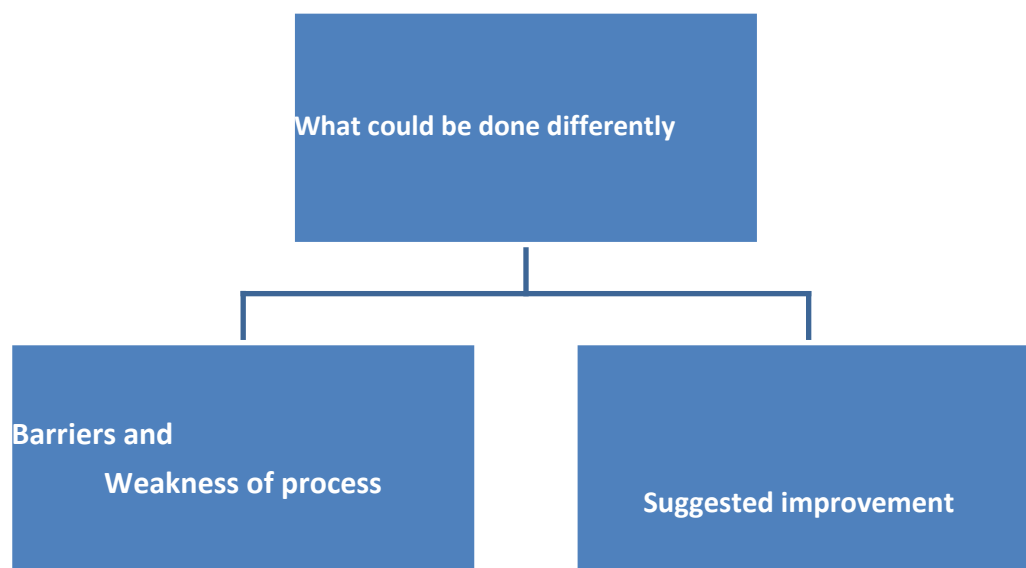 What could be done differently
Barriers and
Weakness of process
Suggested improvement